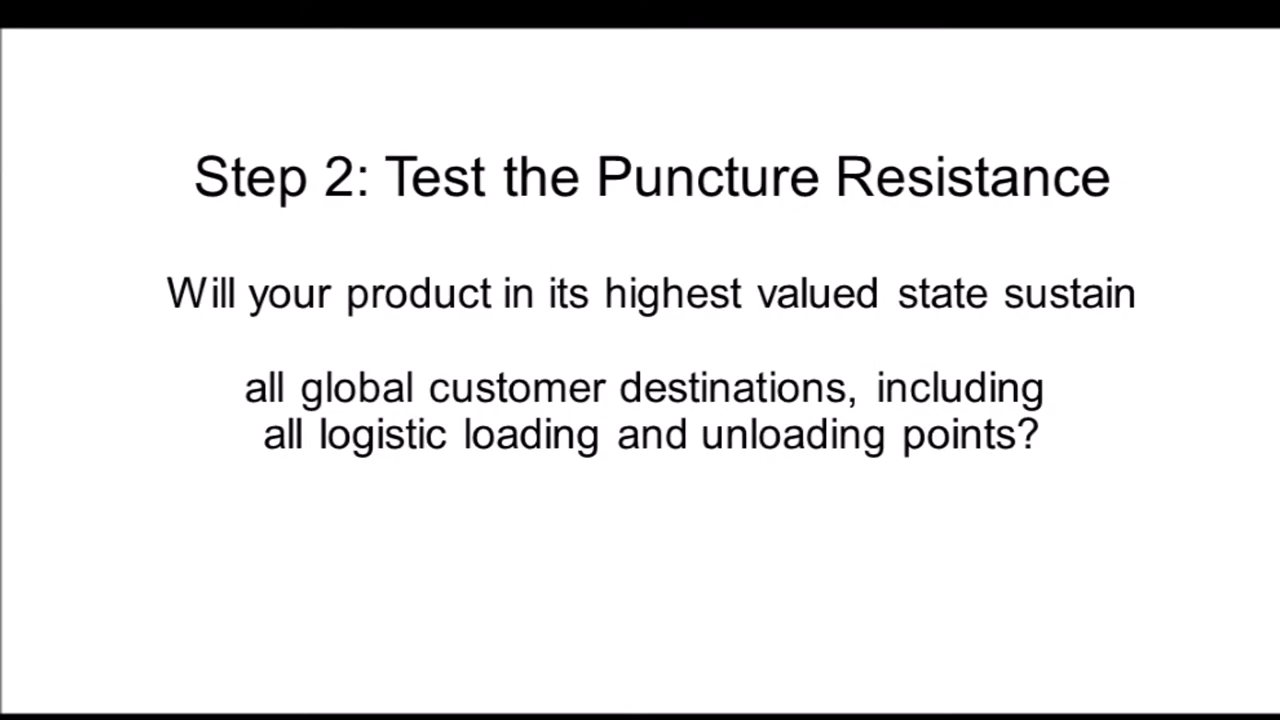 Step 2: Test the Puncture Resistance
Will your product in its highest valued state sustain
all global customer destinations, including
all logistic loading and unloading points?